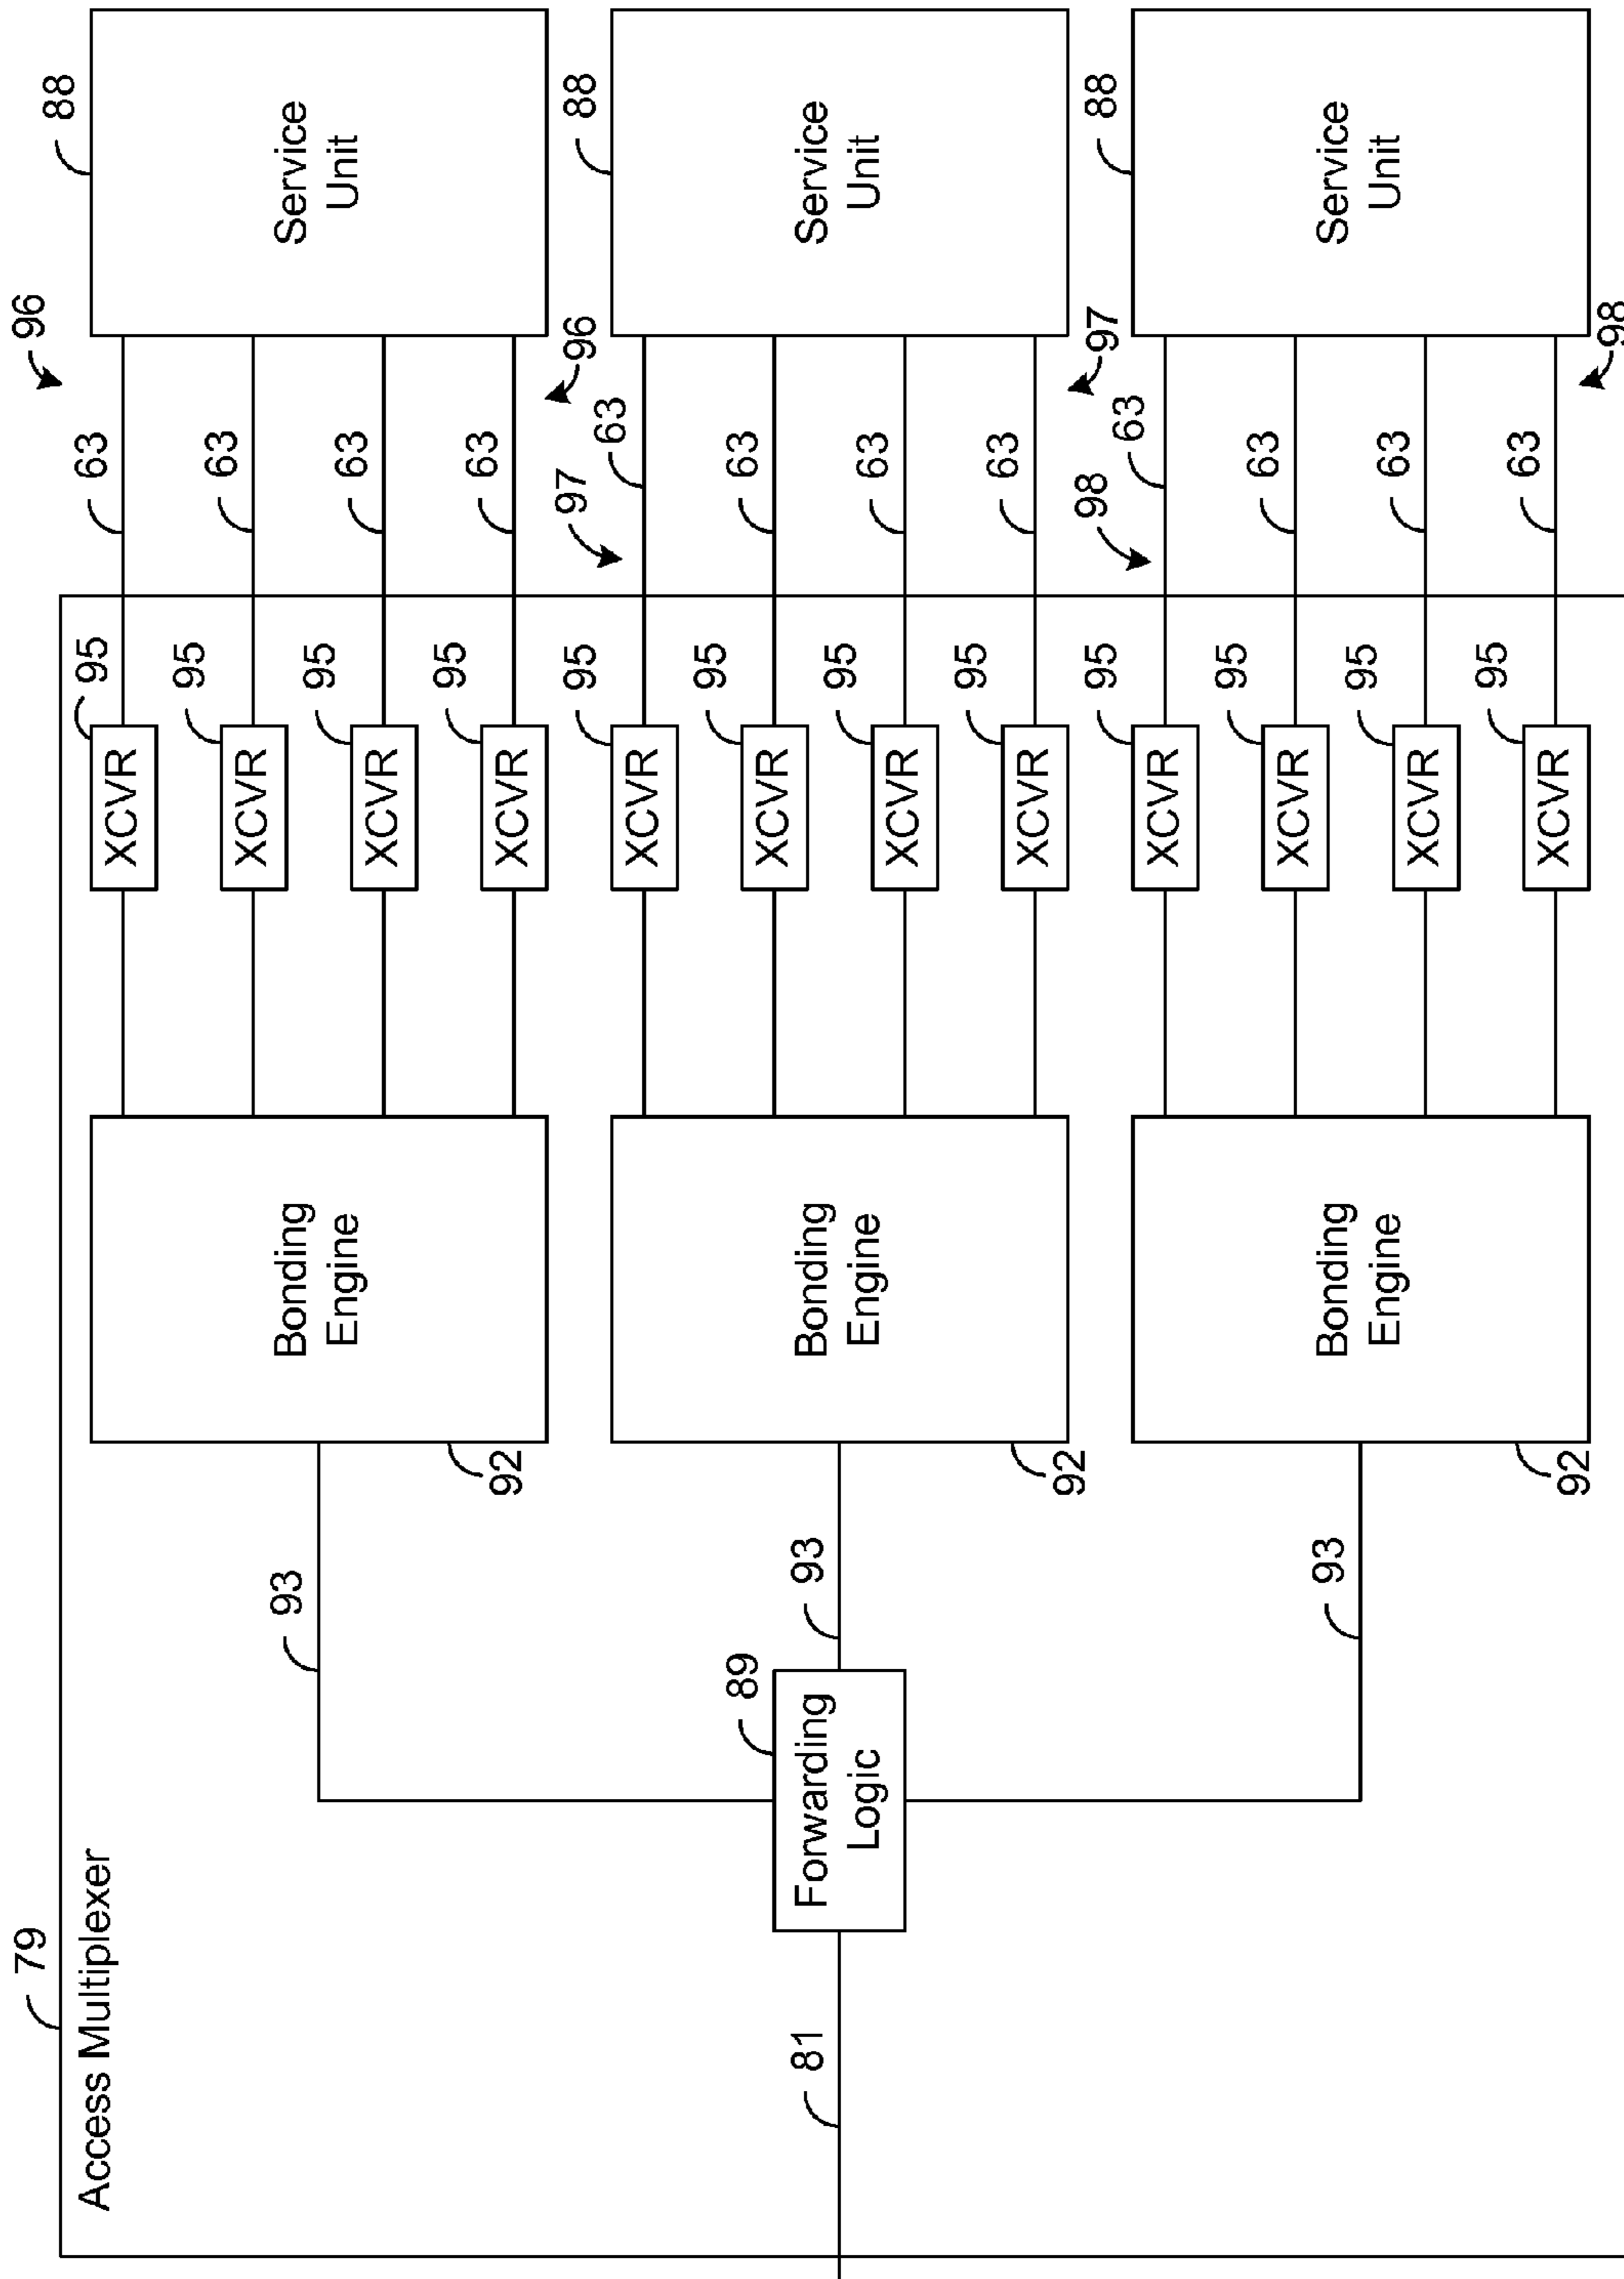 79
96
88
Access Multiplexer
95
63
XCVR
95
63
XCVR
93
Bonding
Engine
Service
Unit
95
63
XCVR
95
63
XCVR
92
96
97
88
95
63
XCVR
95
63
XCVR
89
81
Forwarding
Logic
93
Bonding
Engine
Service
Unit
95
63
XCVR
95
63
XCVR
92
97
98
88
95
63
XCVR
95
63
XCVR
93
Bonding
Engine
Service
Unit
95
63
XCVR
95
63
XCVR
92
98